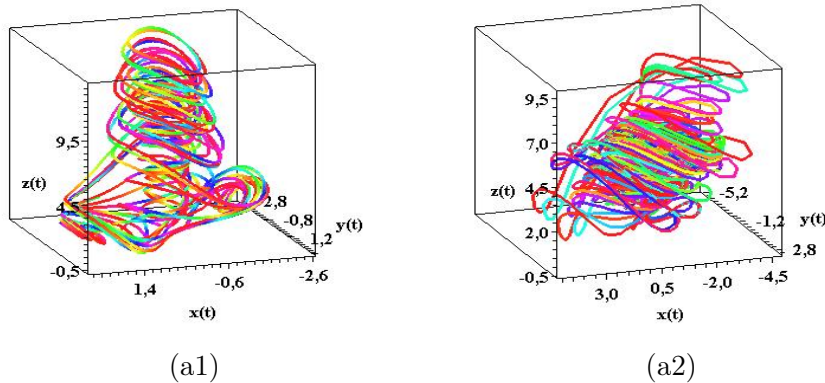 9,5
z(t)
4,5
-0,5
1,4
-0,6
-2,6
x(t)
2,8
-0,8
1,2
y(t)
9,5
7,0
z(t)
4,5
2,0
-0,5
3,0
0,5
-2,0
-4,5
x(t)
-5,2
-1,2
2,8
y(t)
(a1)
(a2)